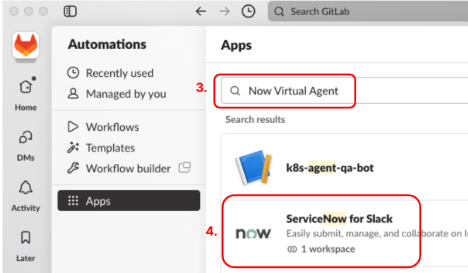 Search GitLab
Automations
Recently used
Managed by you
Workflows
Templates
Workflow builder
Apps
Home
DMs
Activity
Later
Apps
3.
Now Virtual Agent
Search results
k8s-agent-qa-bot
4.
now
ServiceNow for Slack
Easily submit, manage, and collaborate on
1 workspace